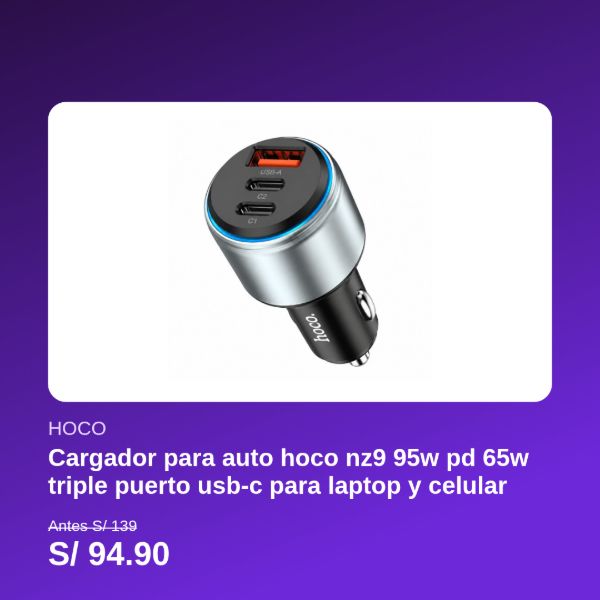 USB-A
C2
C1
hoco.
HOCO
Cargador para auto hoco nz9 95w pd 65w
triple puerto usb-c para laptop y celular
Antes S/ 139
S/ 94.90